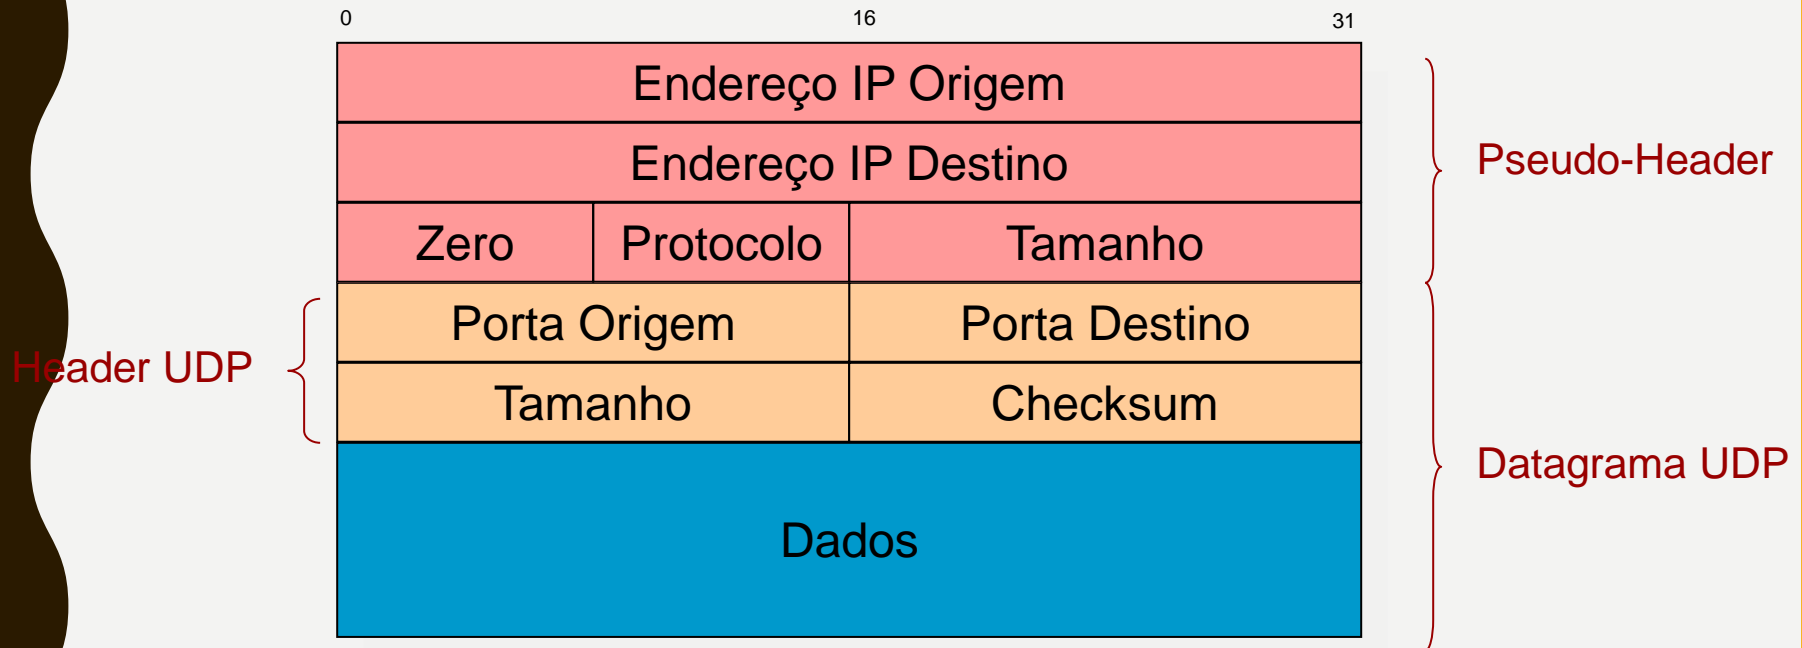 0 16 31
Endereço IP Origem
Endereço IP Destino
Pseudo-Header
Zero Protocolo Tamanho
Porta Origem Porta Destino
Header UDP
Tamanho Checksum
Datagrama UDP
Dados